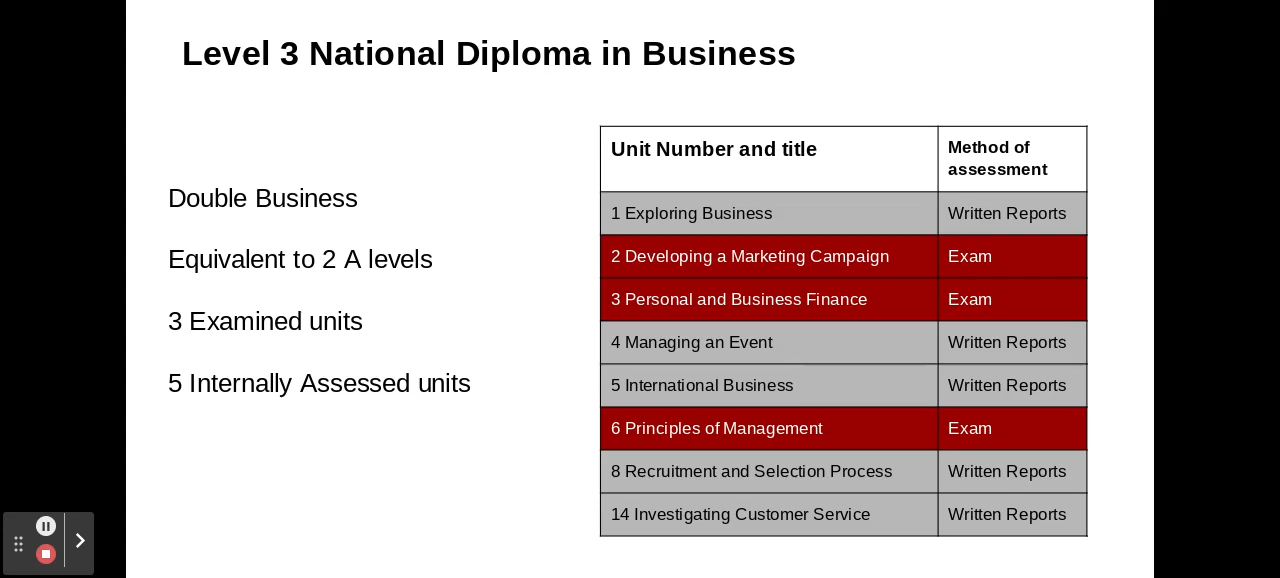 Level 3 National Diploma in Business
Double Business
Equivalent to 2 A levels
3 Examined units
5 Internally Assessed units
Unit Number and title
Method of
assessment
1 Exploring Business
Written Reports
2 Developing a Marketing Campaign
Exam
3 Personal and Business Finance
Exam
4 Managing an Event
Written Reports
5 International Business
Written Reports
6 Principles of Management
Exam
8 Recruitment and Selection Process
Written Reports
14 Investigating Customer Service
Written Reports